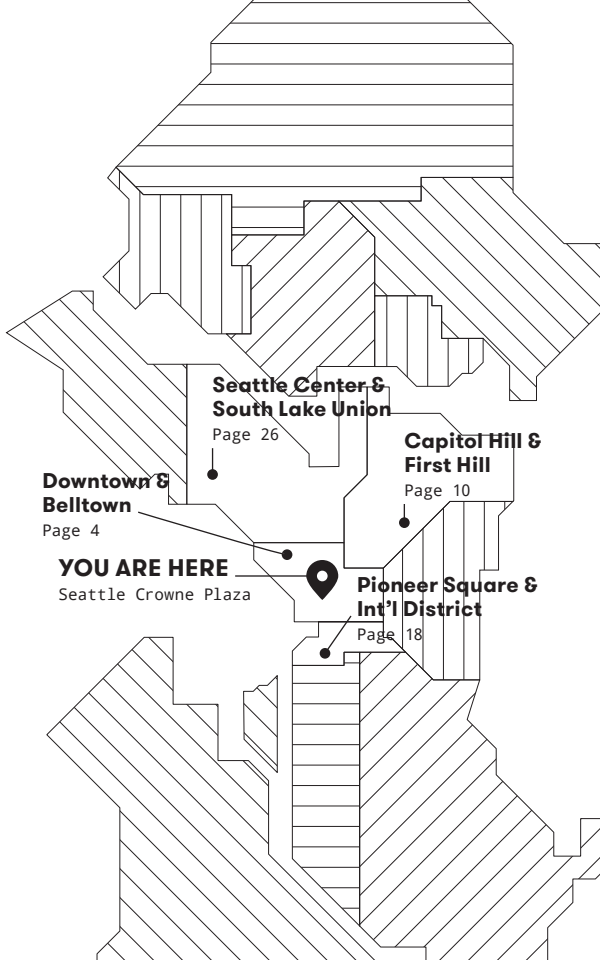 Seattle Center &
South Lake Union
Page 26
Capitol Hill &
First Hill
Page 10
Downtown &
Belltown
Page 4
YOU ARE HERE
Seattle Crowne Plaza
Pioneer Square &
Int’l District
Page 18